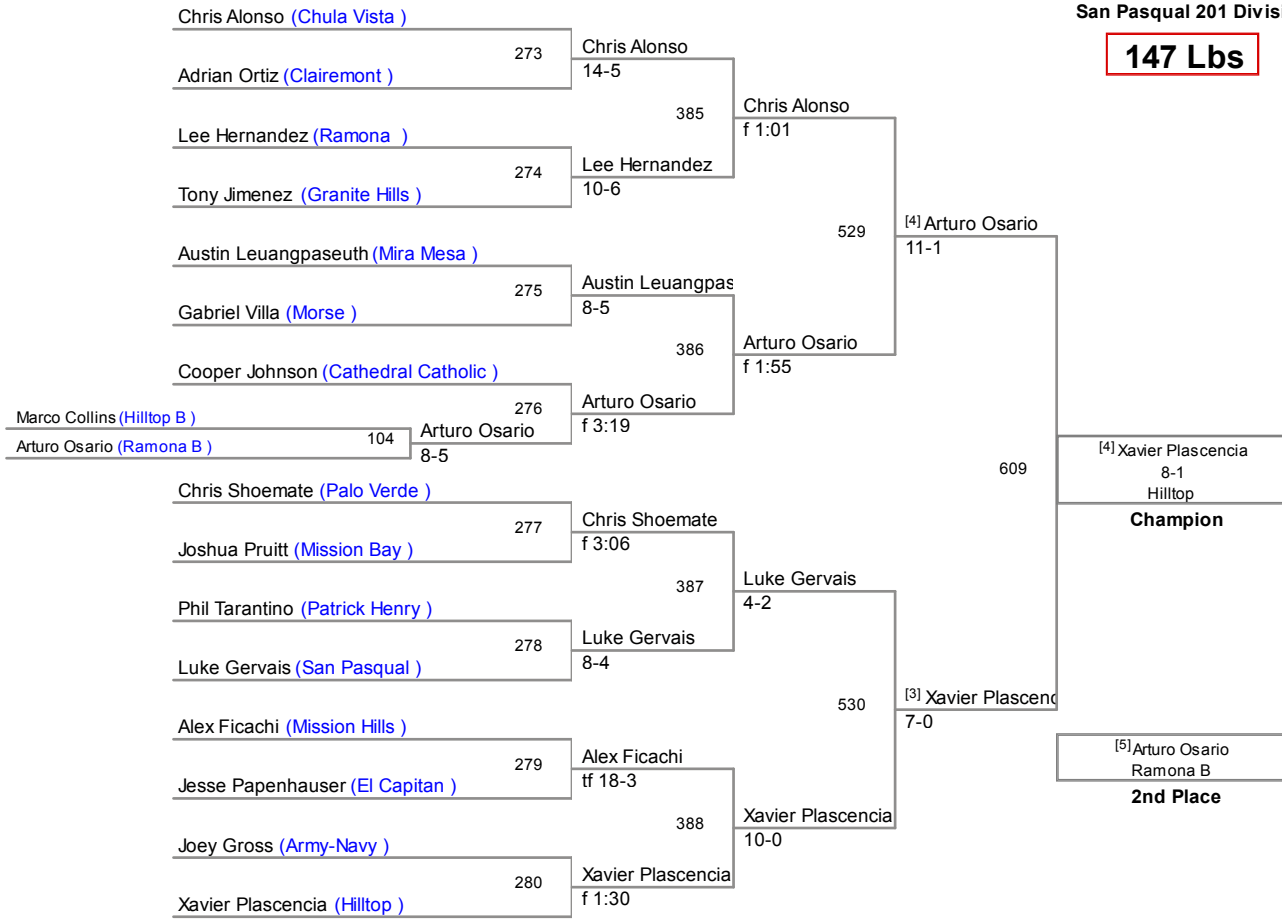 San Pasqual 201 Divisi
147 Lbs
Chris Alonso (Chula Vista )
273
Chris Alonso
14-5
Adrian Ortiz (Clairemont )
385
Chris Alonso
f 1:01
Lee Hernandez (Ramona )
274
Lee Hernandez
10-6
Tony Jimenez (Granite Hills )
529
[4] Arturo Osario
11-1
Austin Leuangpaseuth (Mira Mesa )
275
Austin Leuangpas
8-5
Gabriel Villa (Morse )
386
Arturo Osario
f 1:55
Cooper Johnson (Cathedral Catholic )
276
Arturo Osario
f 3:19
Marco Collins (Hilltop B )
104
Arturo Osario
8-5
Arturo Osario (Ramona B )
609
[4] Xavier Plascencia
8-1
Hilltop
Champion
Chris Shoemate (Palo Verde )
277
Chris Shoemate
f 3:06
Joshua Pruitt (Mission Bay )
387
Luke Gervais
4-2
Phil Tarantino (Patrick Henry )
278
Luke Gervais
8-4
Luke Gervais (San Pasqual )
530
[3] Xavier Plascenc
7-0
Alex Ficachi (Mission Hills )
279
Alex Ficachi
tf 18-3
Jesse Papenhauser (El Capitan )
388
Xavier Plascencia
10-0
Joey Gross (Army-Navy )
280
Xavier Plascencia
f 1:30
Xavier Plascencia (Hilltop )
[5] Arturo Osario
Ramona B
2nd Place